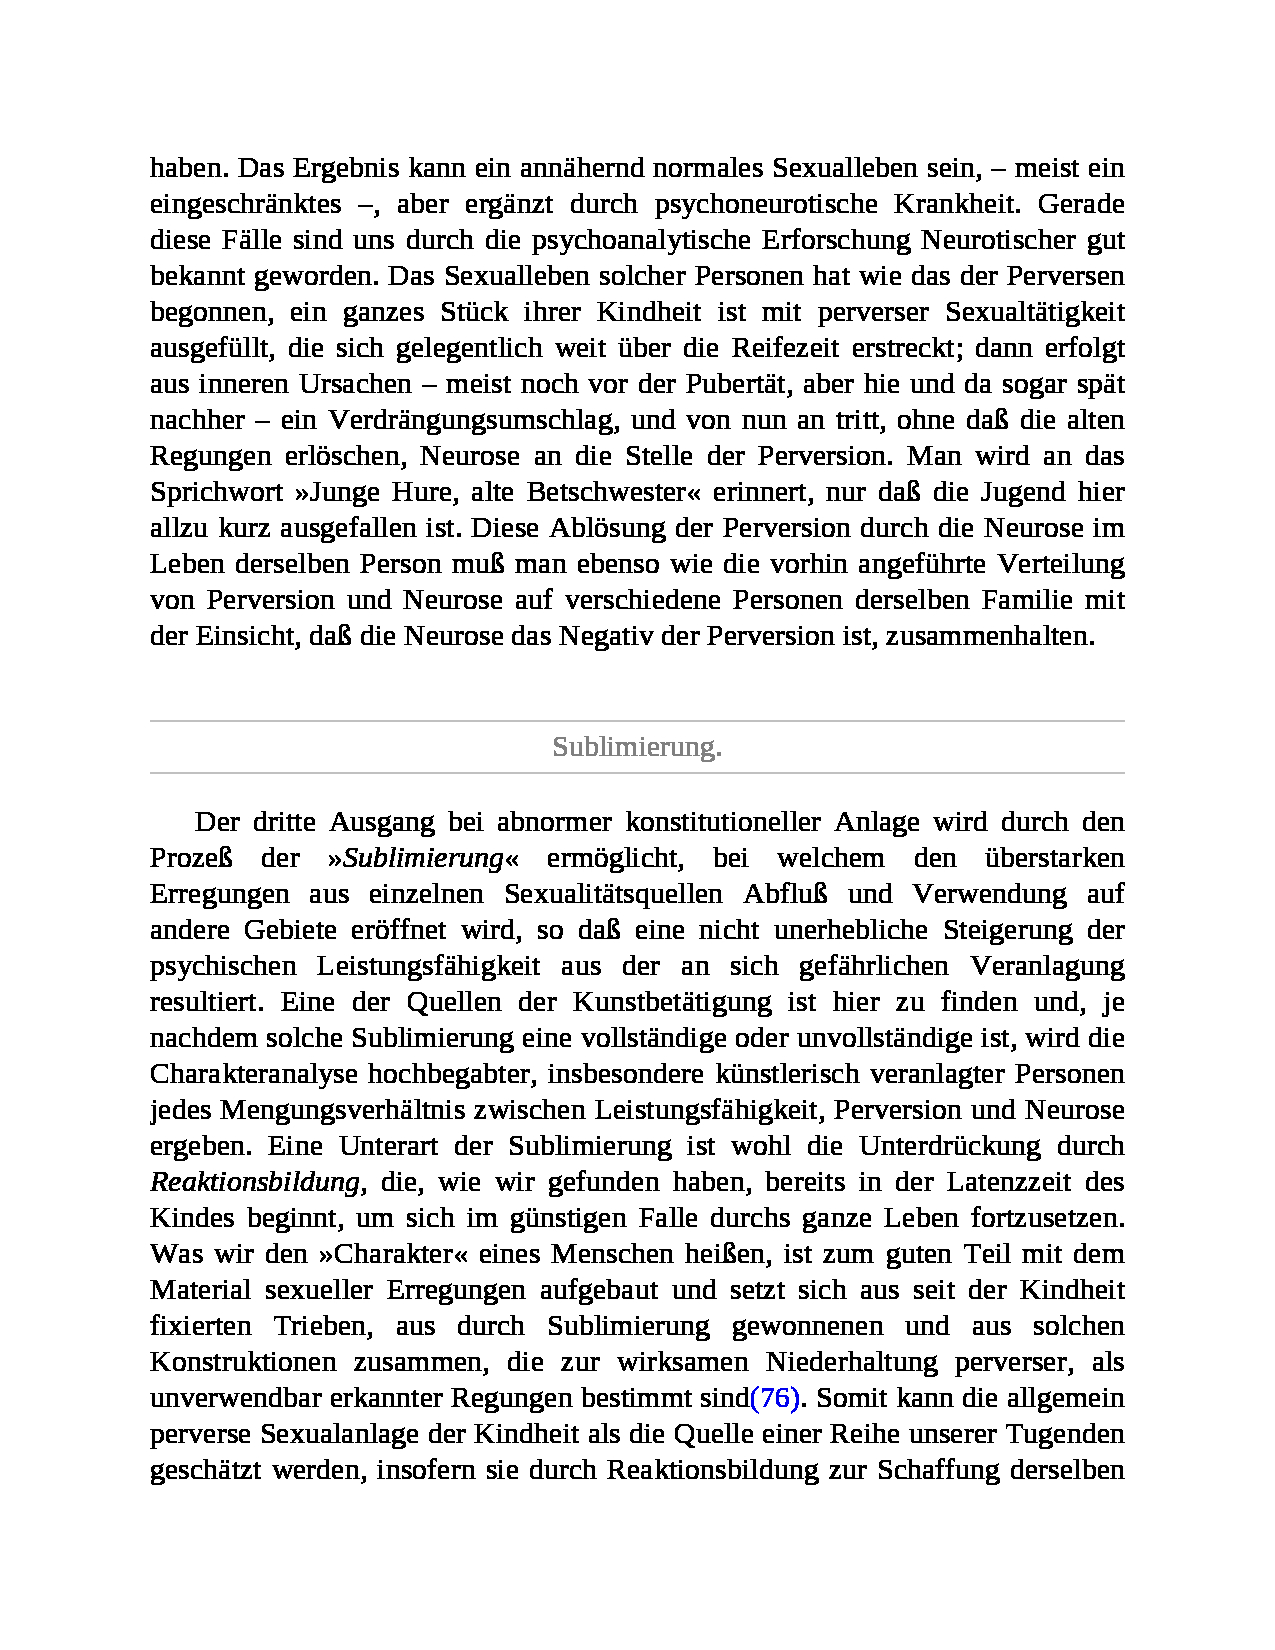 haben. Das Ergebnis kann ein annähernd normales Sexualleben sein, – meist ein
eingeschränktes –, aber ergänzt durch psychoneurotische Krankheit. Gerade
diese Fälle sind uns durch die psychoanalytische Erforschung Neurotischer gut
bekannt geworden. Das Sexualleben solcher Personen hat wie das der Perversen
begonnen, ein ganzes Stück ihrer Kindheit ist mit perverser Sexualtätigkeit
ausgefüllt, die sich gelegentlich weit über die Reifezeit erstreckt; dann erfolgt
aus inneren Ursachen – meist noch vor der Pubertät, aber hie und da sogar spät
nachher – ein Verdrängungsumschlag, und von nun an tritt, ohne daß die alten
Regungen erlöschen, Neurose an die Stelle der Perversion. Man wird an das
Sprichwort »Junge Hure, alte Betschwester« erinnert, nur daß die Jugend hier
allzu kurz ausgefallen ist. Diese Ablösung der Perversion durch die Neurose im
Leben derselben Person muß man ebenso wie die vorhin angeführte Verteilung
von Perversion und Neurose auf verschiedene Personen derselben Familie mit
der Einsicht, daß die Neurose das Negativ der Perversion ist, zusammenhalten.
Sublimierung.
Der dritte Ausgang bei abnormer konstitutioneller Anlage wird durch den
Prozeß der »Sublimierung« ermöglicht, bei welchem den überstarken
Erregungen aus einzelnen Sexualitätsquellen Abfluß und Verwendung auf
andere Gebiete eröffnet wird, so daß eine nicht unerhebliche Steigerung der
psychischen Leistungsfähigkeit aus der an sich gefährlichen Veranlagung
resultiert. Eine der Quellen der Kunstbetätigung ist hier zu finden und, je
nachdem solche Sublimierung eine vollständige oder unvollständige ist, wird die
Charakteranalyse hochbegabter, insbesondere künstlerisch veranlagter Personen
jedes Mengungsverhältnis zwischen Leistungsfähigkeit, Perversion und Neurose
ergeben. Eine Unterart der Sublimierung ist wohl die Unterdrückung durch
Reaktionsbildung, die, wie wir gefunden haben, bereits in der Latenzzeit des
Kindes beginnt, um sich im günstigen Falle durchs ganze Leben fortzusetzen.
Was wir den »Charakter« eines Menschen heißen, ist zum guten Teil mit dem
Material sexueller Erregungen aufgebaut und setzt sich aus seit der Kindheit
fixierten Trieben, aus durch Sublimierung gewonnenen und aus solchen
Konstruktionen zusammen, die zur wirksamen Niederhaltung perverser, als
unverwendbar erkannter Regungen bestimmt sind(76). Somit kann die allgemein
perverse Sexualanlage der Kindheit als die Quelle einer Reihe unserer Tugenden
geschätzt werden, insofern sie durch Reaktionsbildung zur Schaffung derselben